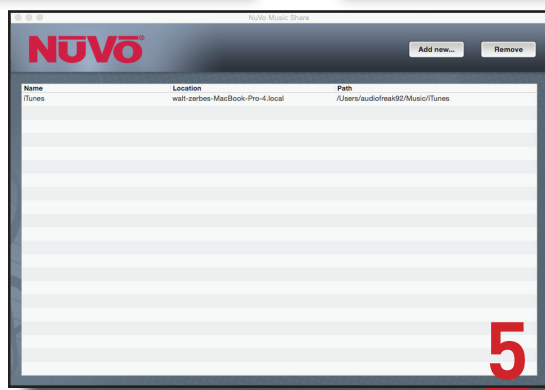 NuVo Music Share
NŪVŌ®
Add new... Remove
Name Location Path
iTunes walt-zerbes-MacBook-Pro-4.local /Users/audiofreak92/Music/iTunes
5